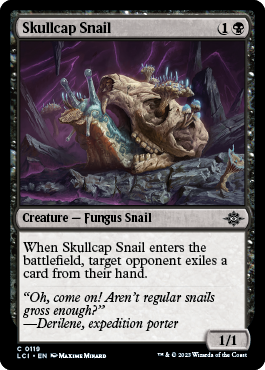 Skullcap Snail 1
Creature — Fungus Snail
When Skullcap Snail enters the
battlefield, target opponent exiles a
card from their hand.
“Oh, come on! Aren’t regular snails
gross enough?”
—Derilene, expedition porter
1/1
C 0119
LCI • EN Maxime Minard
™ & © 2023 Wizards of the Coast